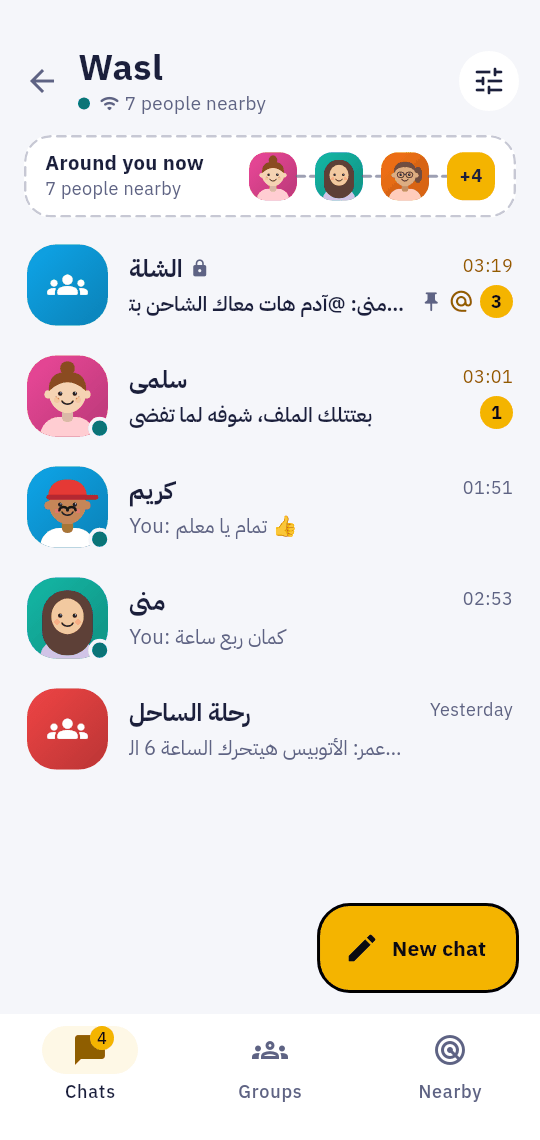 Wasl
7 people nearby
Around you now
7 people nearby
+4
الشلة
03:19
منى: @آدم هات معاك الشاحن بت...
3
سلمى
03:01
بعتتلك الملف، شوفه لما تفضى
1
كريم
01:51
You: تمام يا معلم 👍
منى
02:53
You: كمان ربع ساعة
رحلة الساحل
Yesterday
عمر: الأتوبيس هيتحرك الساعة 6 ال...
New chat
4
Chats
Groups
Nearby